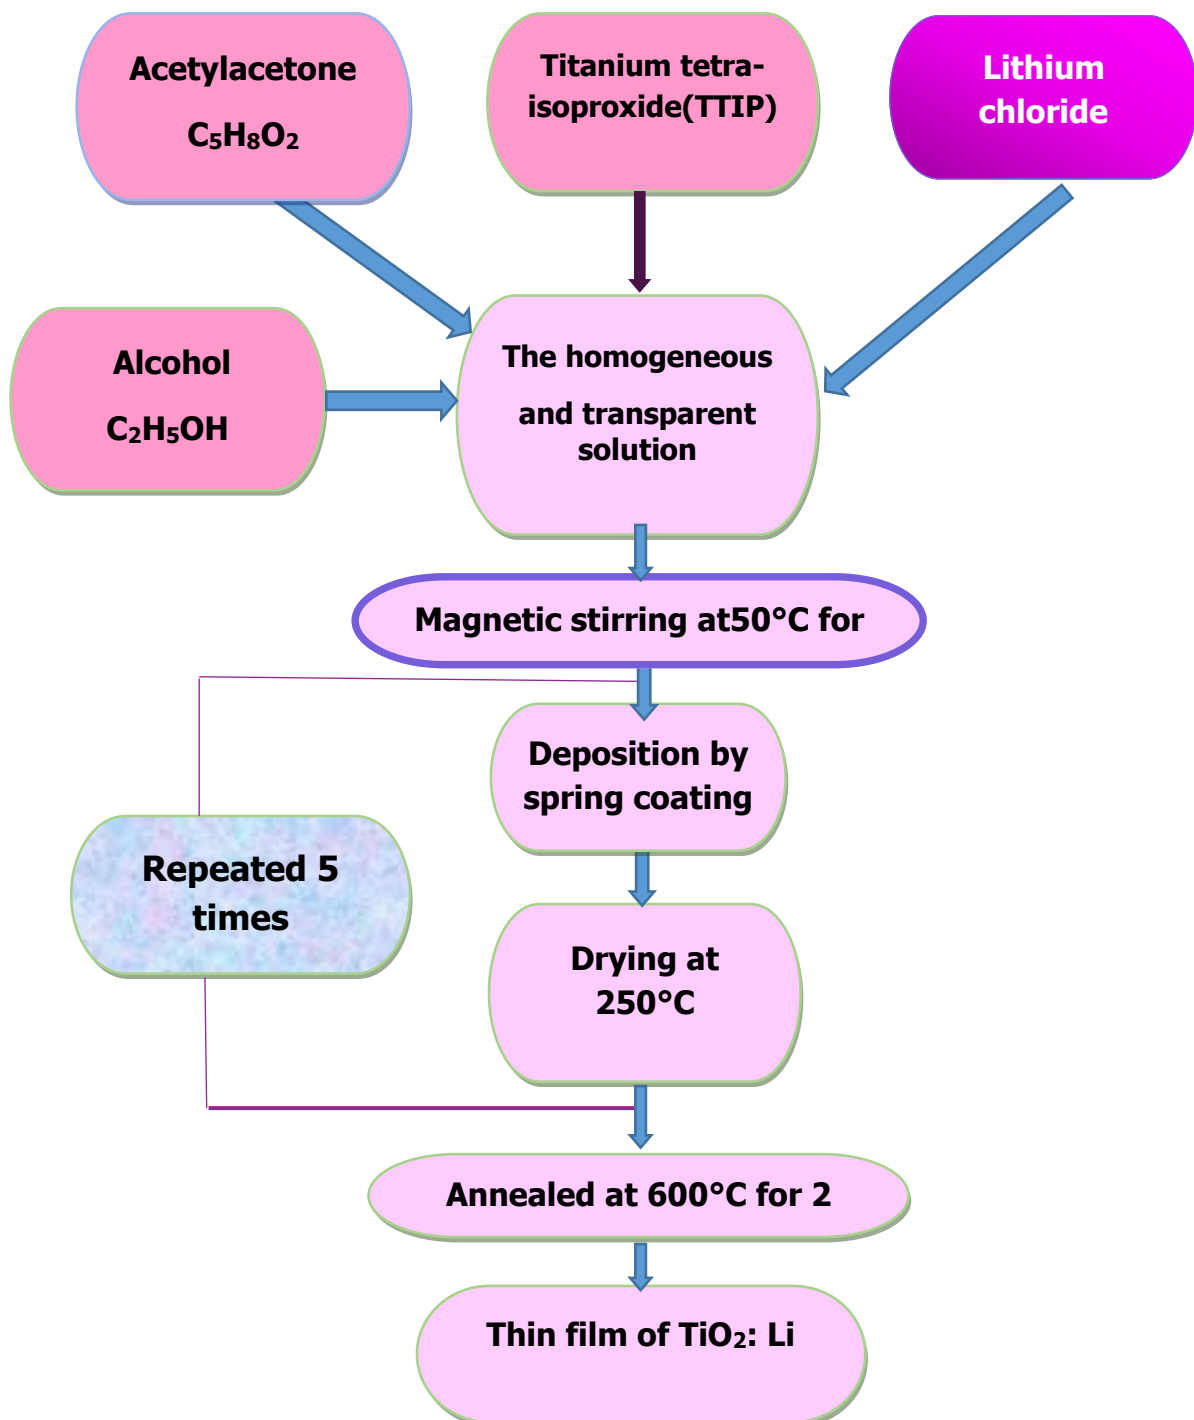 Acetylacetone
C₅H₈O₂
Titanium tetra-
isoproxide(TTIP)
Lithium
chloride
Alcohol
C₂H₅OH
The homogeneous
and transparent
solution
Magnetic stirring at50°C for
Deposition by
spring coating
Repeated 5
times
Drying at
250°C
Annealed at 600°C for 2
Thin film of TiO₂: Li